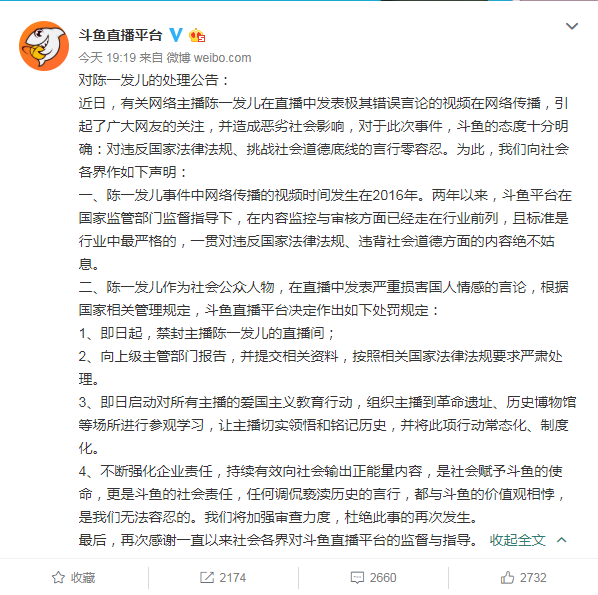 斗鱼直播平台
今天 19:19 来自 微博 weibo.com
对陈一发儿的处理公告：
近日，有关网络主播陈一发儿在直播中发表极其错误言论的视频在网络传播，引
起了广大网友的关注，并造成恶劣社会影响，对于此次事件，斗鱼的态度十分明
确：对违反国家法律法规、挑战社会道德底线的言行零容忍。为此，我们向社会
各界作如下声明：
一、陈一发儿事件中网络传播的视频时间发生在2016年。两年以来，斗鱼平台在
国家监管部门监督指导下，在内容监控与审核方面已经走在行业前列，且标准是
行业中最严格的，一贯对违反国家法律法规、违背社会道德方面的内容绝不姑
息。
二、陈一发儿作为社会公众人物，在直播中发表严重损害国人情感的言论，根据
国家相关管理规定，斗鱼直播平台决定作出如下处罚规定：
1、即日起，禁封主播陈一发儿的直播间；
2、向上级主管部门报告，并提交相关资料，按照相关国家法律法规要求严肃处
理。
3、即日启动对所有主播的爱国主义教育行动，组织主播到革命遗址、历史博物馆
等场所进行参观学习，让主播切实领悟和铭记历史，并将此项行动常态化、制度
化。
4、不断强化企业责任，持续有效向社会输出正能量内容，是社会赋予斗鱼的使
命，更是斗鱼的社会责任，任何调侃亵渎历史的言行，都与斗鱼的价值观相悖，
是我们无法容忍的。我们将加强审查力度，杜绝此事的再次发生。
最后，再次感谢一直以来社会各界对斗鱼直播平台的监督与指导。 收起全文
收藏 2174 2660 2732